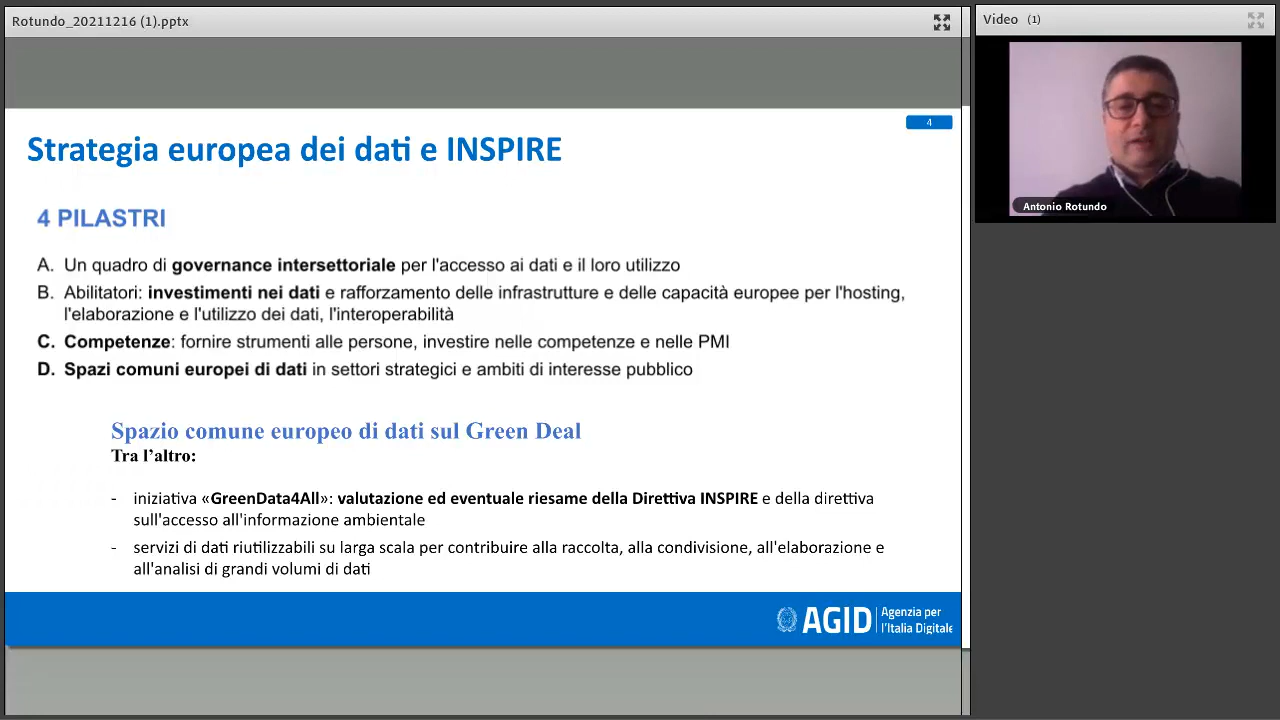 Rotundo_20211216 (1).pptx
Video (1)
4
Strategia europea dei dati e INSPIRE
4 PILASTRI
A. Un quadro di governance intersettoriale per l'accesso ai dati e il loro utilizzo
B. Abilitatori: investimenti nei dati e rafforzamento delle infrastrutture e delle capacità europee per l'hosting,
l'elaborazione e l'utilizzo dei dati, l'interoperabilità
C. Competenze: fornire strumenti alle persone, investire nelle competenze e nelle PMI
D. Spazi comuni europei di dati in settori strategici e ambiti di interesse pubblico
Spazio comune europeo di dati sul Green Deal
Tra l’altro:
- iniziativa «GreenData4All»: valutazione ed eventuale riesame della Direttiva INSPIRE e della direttiva
sull'accesso all'informazione ambientale
- servizi di dati riutilizzabili su larga scala per contribuire alla raccolta, alla condivisione, all'elaborazione e
all'analisi di grandi volumi di dati
AGID Agenzia per
l'Italia Digitale
Antonio Rotundo